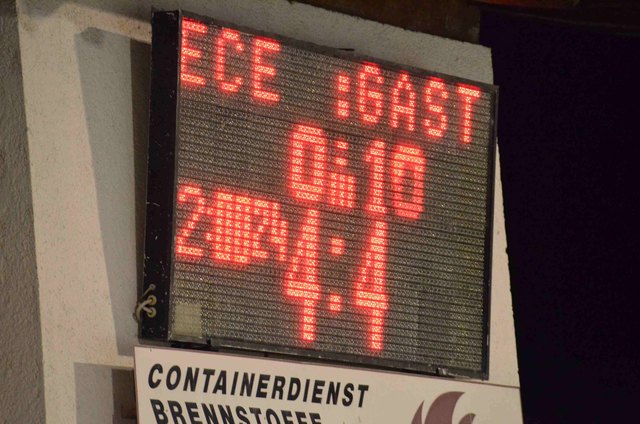 ECE :GAST
0:10
4:4
CONTAINERDIENST
BRENNSTOFFE